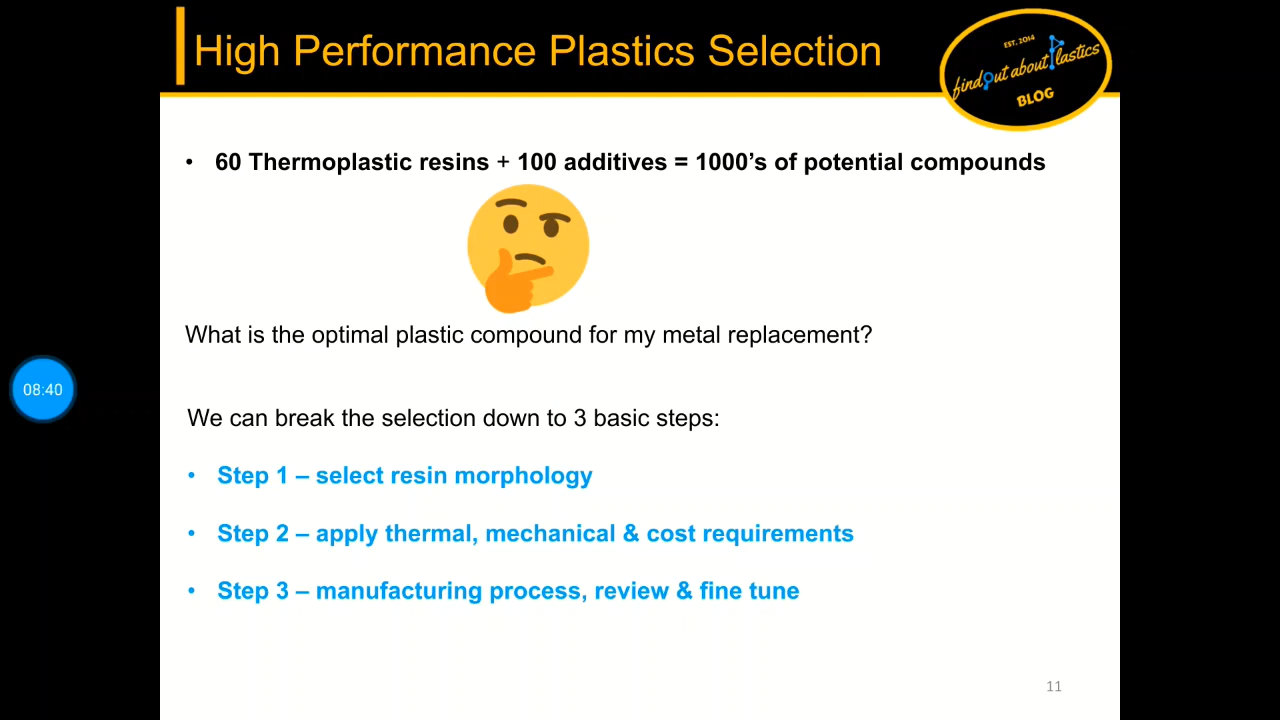 High Performance Plastics Selection
EST. 2014
findout about Plastics
BLOG
• 60 Thermoplastic resins + 100 additives = 1000’s of potential compounds
What is the optimal plastic compound for my metal replacement?
08:40
We can break the selection down to 3 basic steps:
• Step 1 – select resin morphology
• Step 2 – apply thermal, mechanical & cost requirements
• Step 3 – manufacturing process, review & fine tune
11